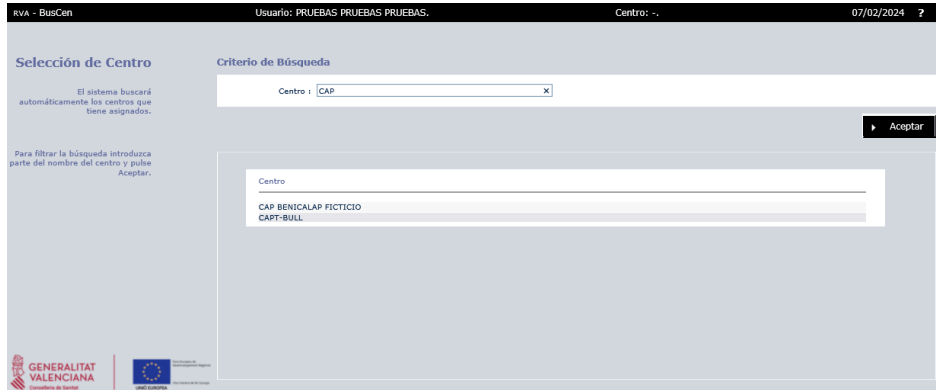 RVA - BusCen Usuario: PRUEBAS PRUEBAS PRUEBAS. Centro: -. 07/02/2024 ?
Selección de Centro
El sistema buscará
automáticamente los centros que
tiene asignados.
Para filtrar la búsqueda introduzca
parte del nombre del centro y pulse
Aceptar.
Criterio de Búsqueda
Centro : CAP ×
Aceptar
Centro
CAP BENICALAP FICTICIO
CAPT-BULL
GENERALITAT
VALENCIANA
Conselleria de Sanitat
UNIÓ EUROPEA